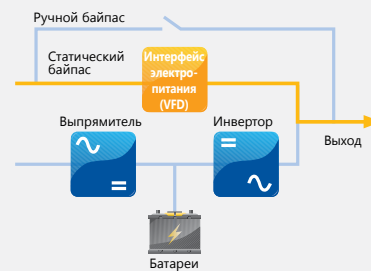 Ручной байпас
Статический
байпас
Интерфейс
электро-
питания
(VFD)
Выпрямитель
Инвертор
Выход
Батареи